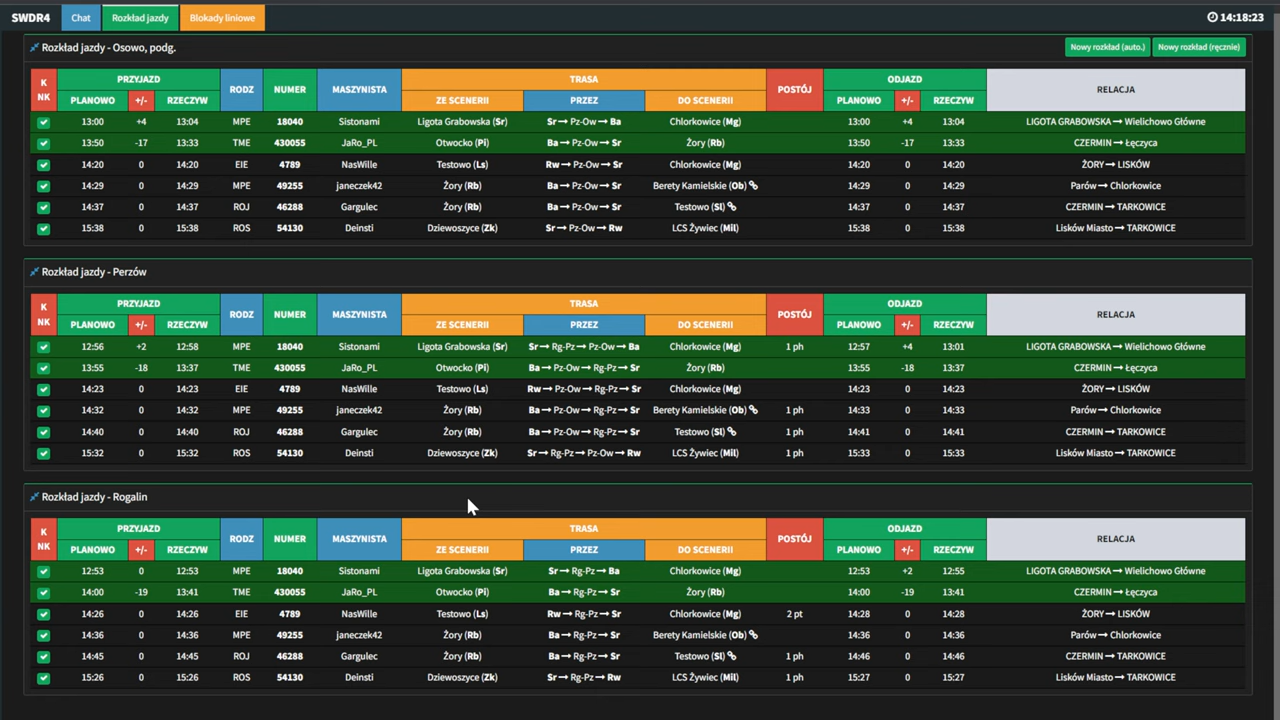 SWDR4 Chat Rozkład jazdy Blokady liniowe 14:18:23
Rozkład jazdy - Osowo, podg. Nowy rozkład (auto.) Nowy rozkład (ręcznie)
K NK PRZYJAZD RODZ NUMER MASZYNISTA TRASA POSTÓJ ODJAZD RELACJA
PLANOWO +/- RZECZYW ZE SCENERII PRZEZ DO SCENERII PLANOWO +/- RZECZYW
13:00 +4 13:04 MPE 18040 Sistonami Ligota Grabowska (Sr) Sr → Pz-Ow → Ba Chlorkowice (Mg) 13:00 +4 13:04 LIGOTA GRABOWSKA → Wielichowo Główne
13:50 -17 13:33 TME 430055 JaRo_PL Otwocko (Pi) Ba → Pz-Ow → Sr Żory (Rb) 13:50 -17 13:33 CZERMIN → Łęczyca
14:20 0 14:20 EIE 4789 NasWille Testowo (Ls) Rw → Pz-Ow → Sr Chlorkowice (Mg) 14:20 0 14:20 ŻORY → LISKÓW
14:29 0 14:29 MPE 49255 janeczek42 Żory (Rb) Ba → Pz-Ow → Sr Berety Kamielskie (Ob) 14:29 0 14:29 Parów → Chlorkowice
14:37 0 14:37 ROJ 46288 Gargulec Żory (Rb) Ba → Pz-Ow → Sr Testowo (Sl) 14:37 0 14:37 CZERMIN → TARKOWICE
15:38 0 15:38 ROS 54130 Deinsti Dziewoszyce (Zk) Sr → Pz-Ow → Rw LCS Żywiec (Mil) 15:38 0 15:38 Lisków Miasto → TARKOWICE
Rozkład jazdy - Perzów
K NK PRZYJAZD RODZ NUMER MASZYNISTA TRASA POSTÓJ ODJAZD RELACJA
PLANOWO +/- RZECZYW ZE SCENERII PRZEZ DO SCENERII PLANOWO +/- RZECZYW
12:56 +2 12:58 MPE 18040 Sistonami Ligota Grabowska (Sr) Sr → Rg-Pz → Pz-Ow → Ba Chlorkowice (Mg) 1 ph 12:57 +4 13:01 LIGOTA GRABOWSKA → Wielichowo Główne
13:55 -18 13:37 TME 430055 JaRo_PL Otwocko (Pi) Ba → Pz-Ow → Rg-Pz → Sr Żory (Rb) 13:55 -18 13:37 CZERMIN → Łęczyca
14:23 0 14:23 EIE 4789 NasWille Testowo (Ls) Rw → Pz-Ow → Rg-Pz → Sr Chlorkowice (Mg) 14:23 0 14:23 ŻORY → LISKÓW
14:32 0 14:32 MPE 49255 janeczek42 Żory (Rb) Ba → Pz-Ow → Rg-Pz → Sr Berety Kamielskie (Ob) 1 ph 14:33 0 14:33 Parów → Chlorkowice
14:40 0 14:40 ROJ 46288 Gargulec Żory (Rb) Ba → Pz-Ow → Rg-Pz → Sr Testowo (Sl) 1 ph 14:41 0 14:41 CZERMIN → TARKOWICE
15:32 0 15:32 ROS 54130 Deinsti Dziewoszyce (Zk) Sr → Rg-Pz → Pz-Ow → Rw LCS Żywiec (Mil) 1 ph 15:33 0 15:33 Lisków Miasto → TARKOWICE
Rozkład jazdy - Rogalin
K NK PRZYJAZD RODZ NUMER MASZYNISTA TRASA POSTÓJ ODJAZD RELACJA
PLANOWO +/- RZECZYW ZE SCENERII PRZEZ DO SCENERII PLANOWO +/- RZECZYW
12:53 0 12:53 MPE 18040 Sistonami Ligota Grabowska (Sr) Sr → Rg-Pz → Ba Chlorkowice (Mg) 12:53 +2 12:55 LIGOTA GRABOWSKA → Wielichowo Główne
14:00 -19 13:41 TME 430055 JaRo_PL Otwocko (Pi) Ba → Rg-Pz → Sr Żory (Rb) 14:00 -19 13:41 CZERMIN → Łęczyca
14:26 0 14:26 EIE 4789 NasWille Testowo (Ls) Rw → Rg-Pz → Sr Chlorkowice (Mg) 2 pt 14:28 0 14:28 ŻORY → LISKÓW
14:36 0 14:36 MPE 49255 janeczek42 Żory (Rb) Ba → Rg-Pz → Sr Berety Kamielskie (Ob) 14:36 0 14:36 Parów → Chlorkowice
14:45 0 14:45 ROJ 46288 Gargulec Żory (Rb) Ba → Rg-Pz → Sr Testowo (Sl) 1 ph 14:46 0 14:46 CZERMIN → TARKOWICE
15:26 0 15:26 ROS 54130 Deinsti Dziewoszyce (Zk) Sr → Rg-Pz → Rw LCS Żywiec (Mil) 1 ph 15:27 0 15:27 Lisków Miasto → TARKOWICE